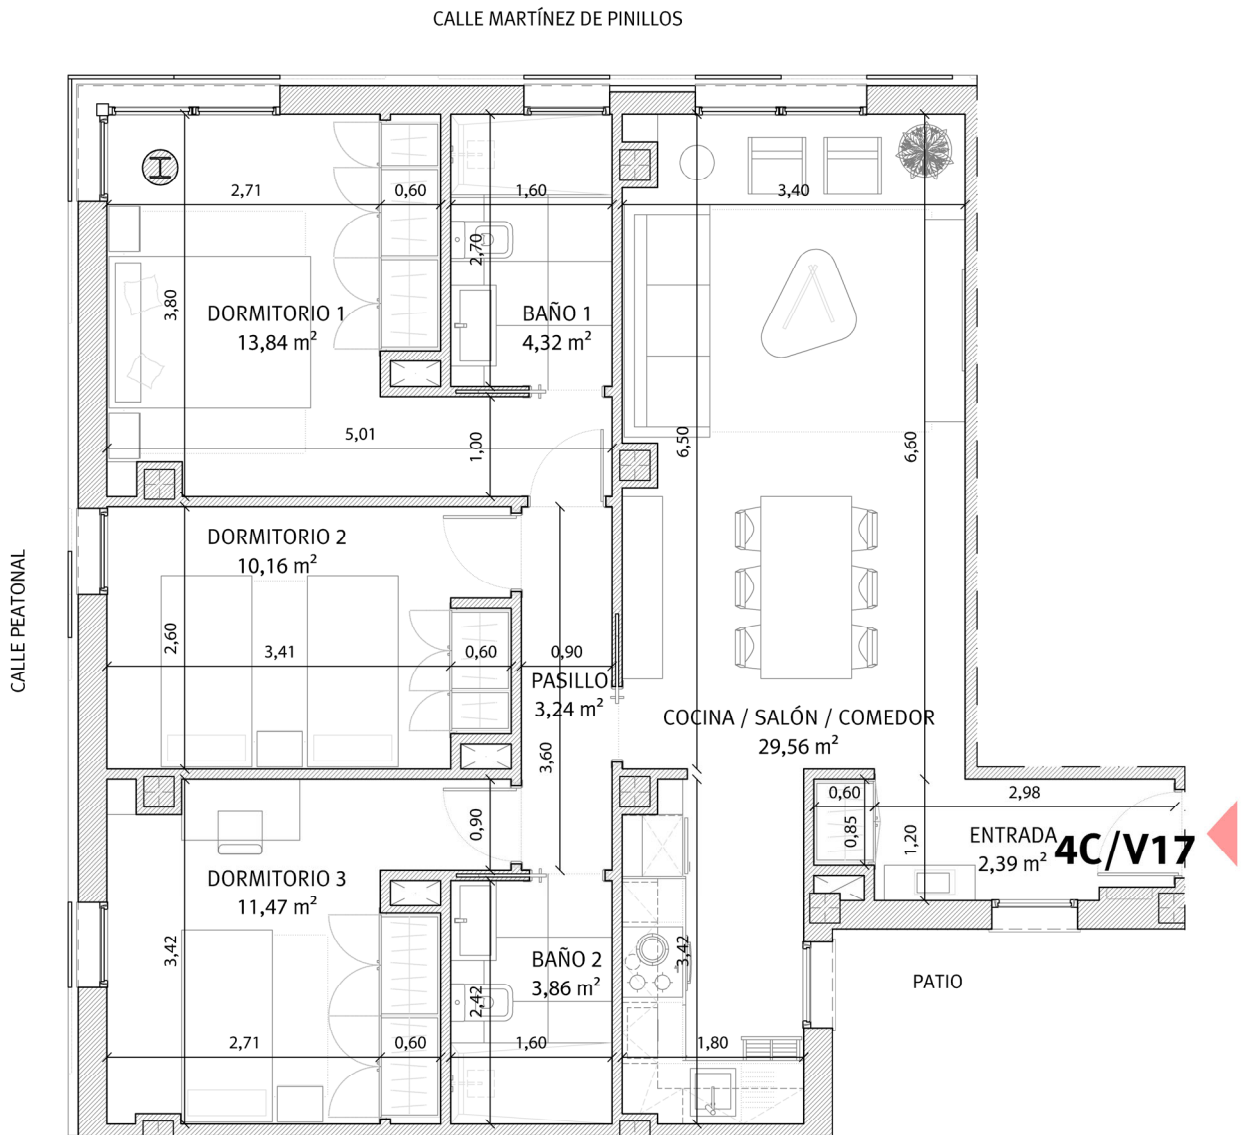 CALLE MARTÍNEZ DE PINILLOS
2,71
0,60
1,60
3,40
2,70
3,80
DORMITORIO 1
13,84 m²
BAÑO 1
4,32 m²
5,01
1,00
6,50
6,60
CALLE PEATONAL
DORMITORIO 2
10,16 m²
2,60
3,41
0,60
0,90
PASILLO
3,24 m²
3,60
COCINA / SALÓN / COMEDOR
29,56 m²
0,60
2,98
0,85
1,20
ENTRADA
2,39 m²
4C/V17
0,90
DORMITORIO 3
11,47 m²
3,42
BAÑO 2
3,86 m²
2,42
3,42
PATIO
2,71
0,60
1,60
1,80